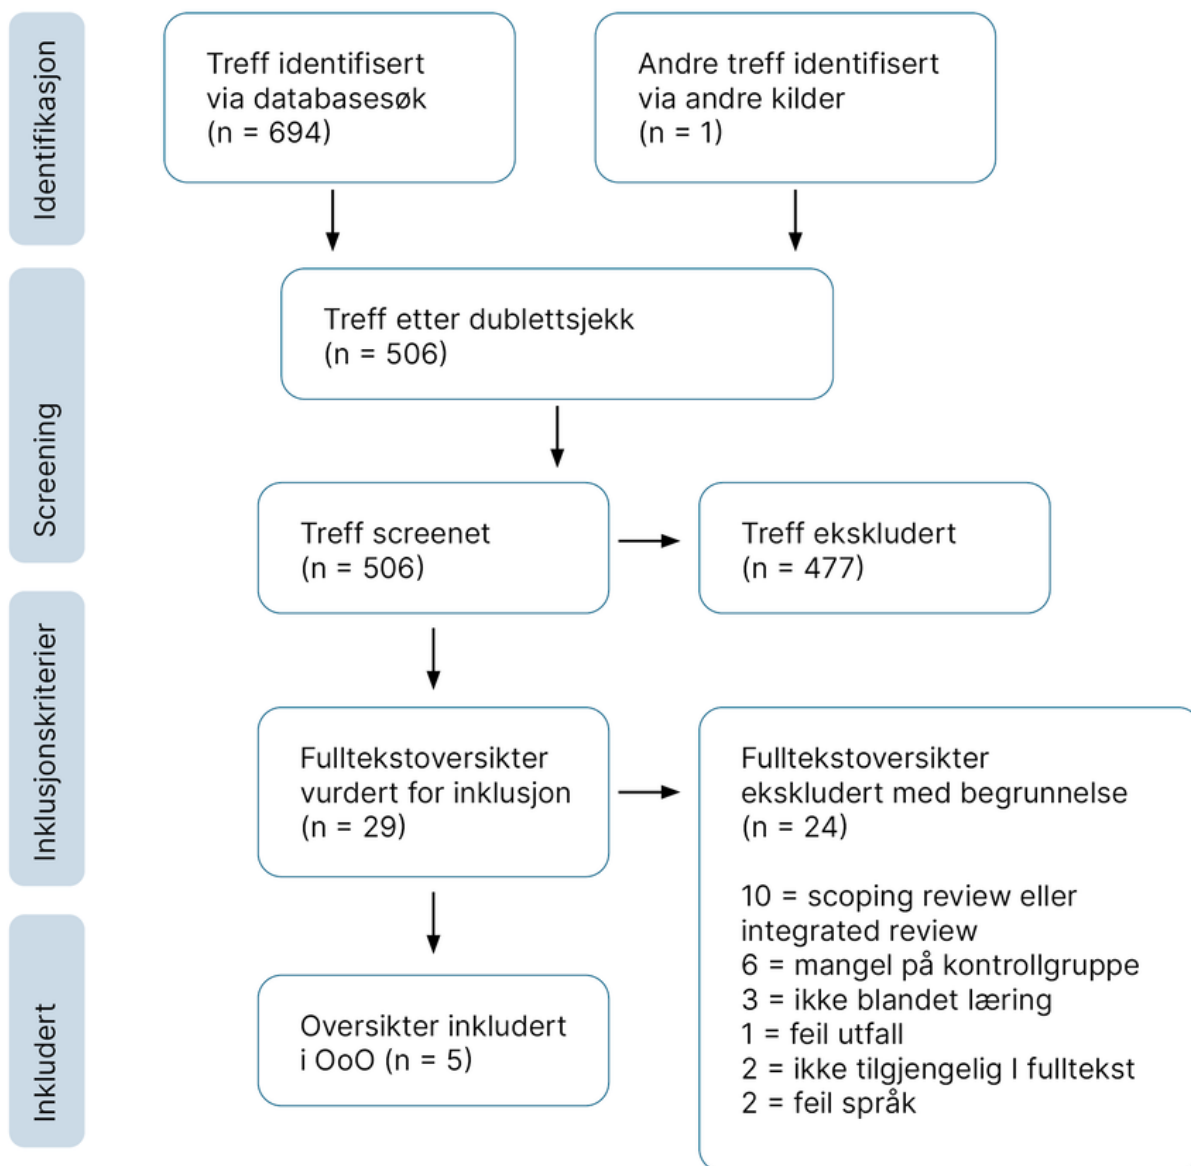 Identifikasjon
Treff identifisert
via databasesøk
(n = 694)
Andre treff identifisert
via andre kilder
(n = 1)
Screening
Treff etter dublettsjekk
(n = 506)
Treff screenet
(n = 506)
Treff ekskludert
(n = 477)
Inklusjonskriterier
Fulltekstoversikter
vurdert for inklusjon
(n = 29)
Fulltekstoversikter
ekskludert med begrunnelse
(n = 24)
10 = scoping review eller
integrated review
6 = mangel på kontrollgruppe
3 = ikke blandet læring
1 = feil utfall
2 = ikke tilgjengelig I fulltekst
2 = feil språk
Inkludert
Oversikter inkludert
i OoO (n = 5)